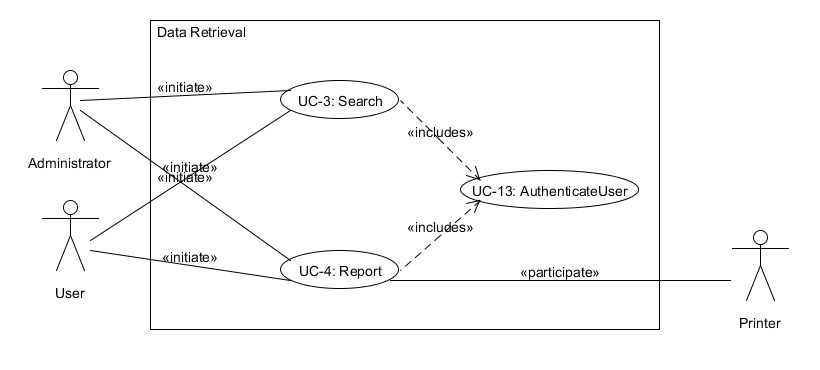 Data Retrieval
«initiate»
UC-3: Search
«includes»
Administrator
«initiate»
«initiate»
UC-13: AuthenticateUser
«includes»
«initiate»
UC-4: Report
«participate»
User
Printer